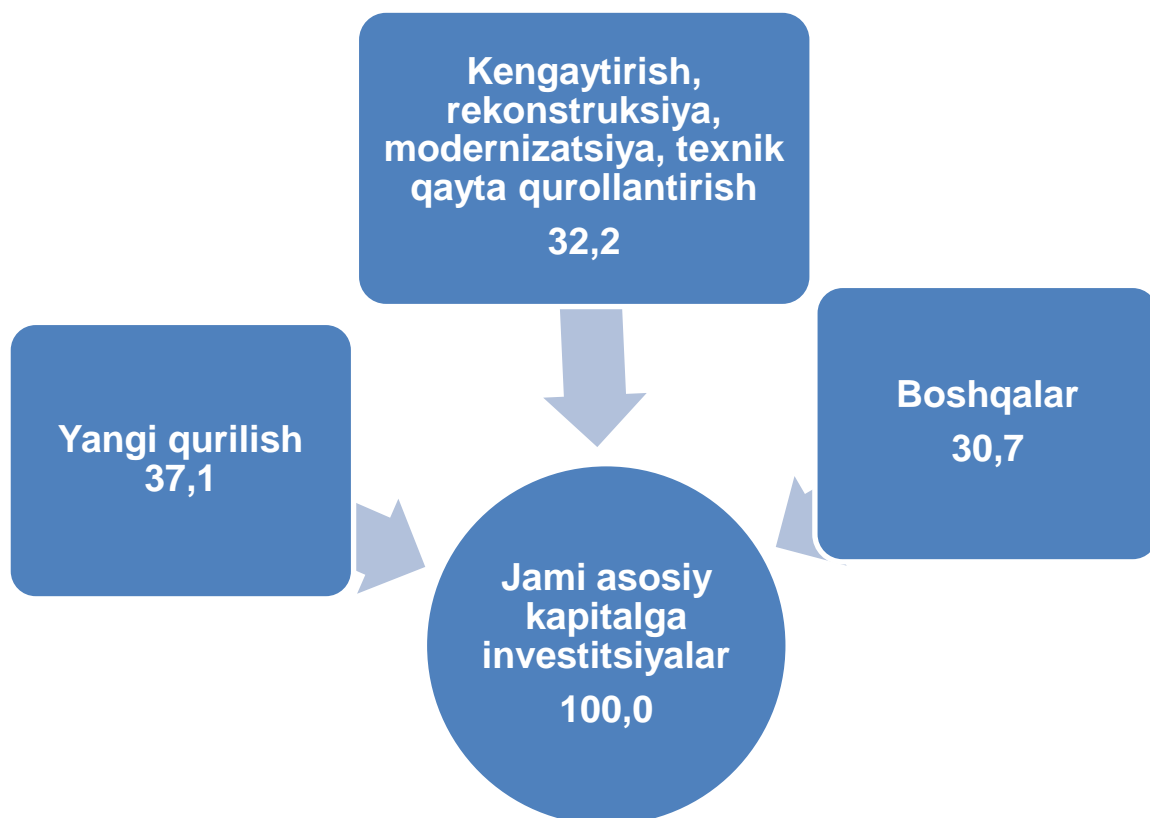 Kengaytirish,
rekonstruksiya,
modernizatsiya, texnik
qayta qurollantirish
32,2
Yangi qurilish
37,1
Boshqalar
30,7
Jami asosiy
kapitalga
investitsiyalar
100,0